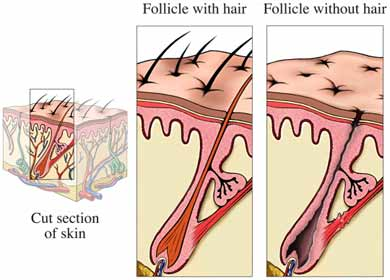 Follicle with hair
Follicle without hair
Cut section
of skin